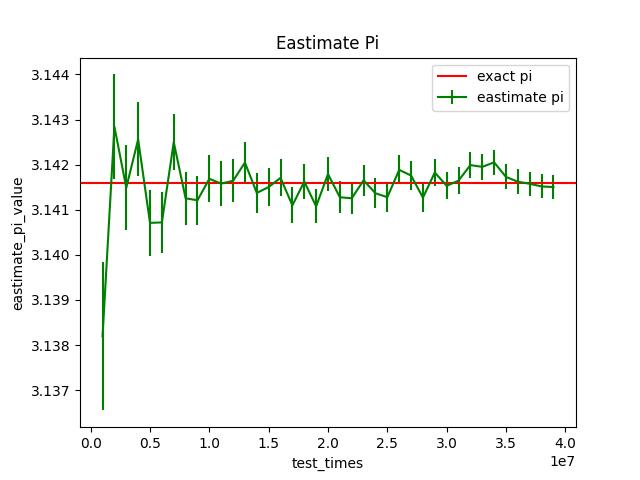 Eastimate Pi
exact pi
eastimate pi
3.144
3.143
3.142
3.141
3.140
3.139
3.138
3.137
eastimate_pi_value
0.0 0.5 1.0 1.5 2.0 2.5 3.0 3.5 4.0
1e7
test_times